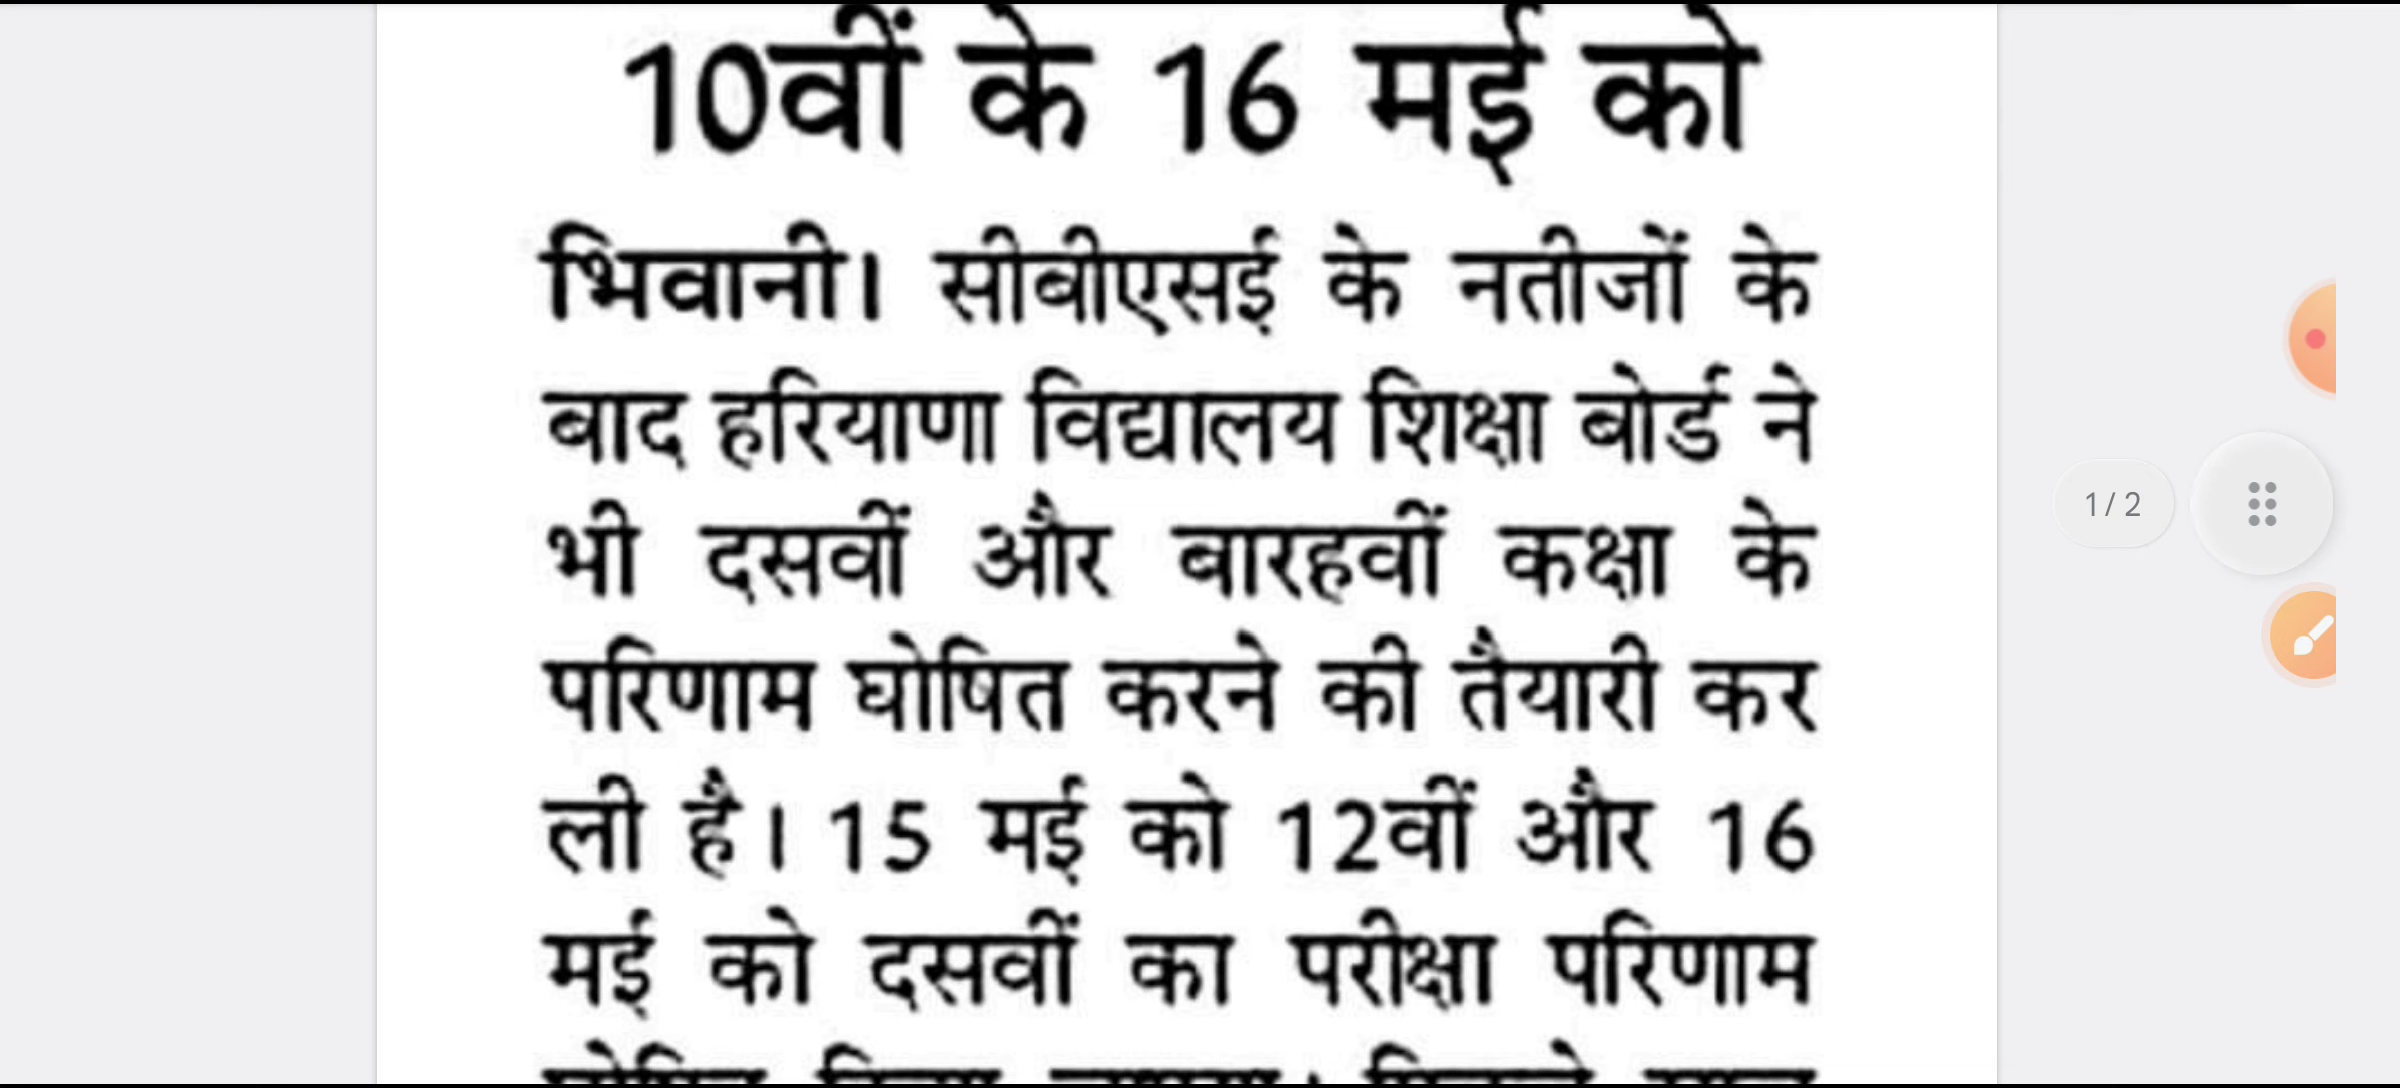 10वीं के 16 मई को
भिवानी। सीबीएसई के नतीजों के
बाद हरियाणा विद्यालय शिक्षा बोर्ड ने
भी दसवीं और बारहवीं कक्षा के
परिणाम घोषित करने की तैयारी कर
ली है। 15 मई को 12वीं और 16
मई को दसवीं का परीक्षा परिणाम
1/2